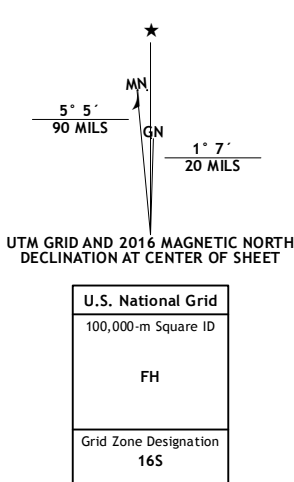 ★
MN
GN
5° 5´
90 MILS
1° 7´
20 MILS
UTM GRID AND 2016 MAGNETIC NORTH
DECLINATION AT CENTER OF SHEET
U.S. National Grid
100,000-m Square ID
FH
Grid Zone Designation
16S